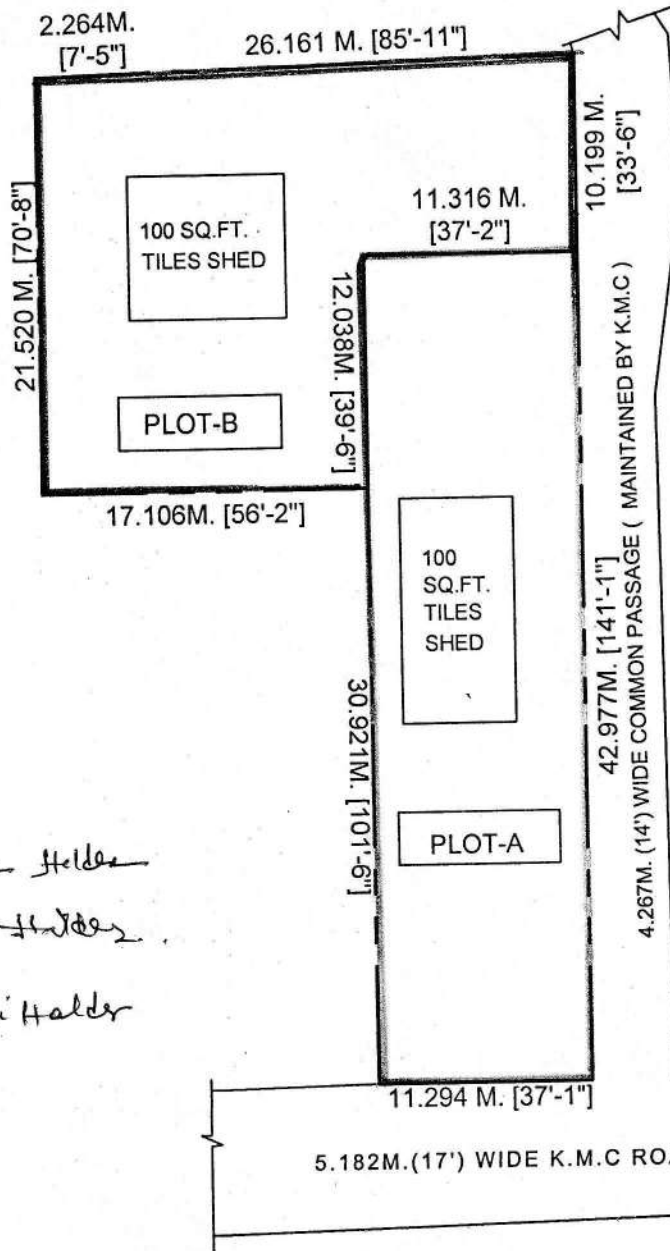 2.264M.
[7'-5"]
26.161 M. [85'-11"]
10.199 M.
[33'-6"]
11.316 M.
[37'-2"]
100 SQ.FT.
TILES SHED
21.520 M. [70'-8"]
12.038M. [39'-6"]
PLOT-B
17.106M. [56'-2"]
100
SQ.FT.
TILES
SHED
42.977M. [141'-1"]
4.267M. (14') WIDE COMMON PASSAGE ( MAINTAINED BY K.M.C )
30.921M. [101'-6"]
PLOT-A
Halder
Halder
Halder
11.294 M. [37'-1"]
5.182M.(17') WIDE K.M.C